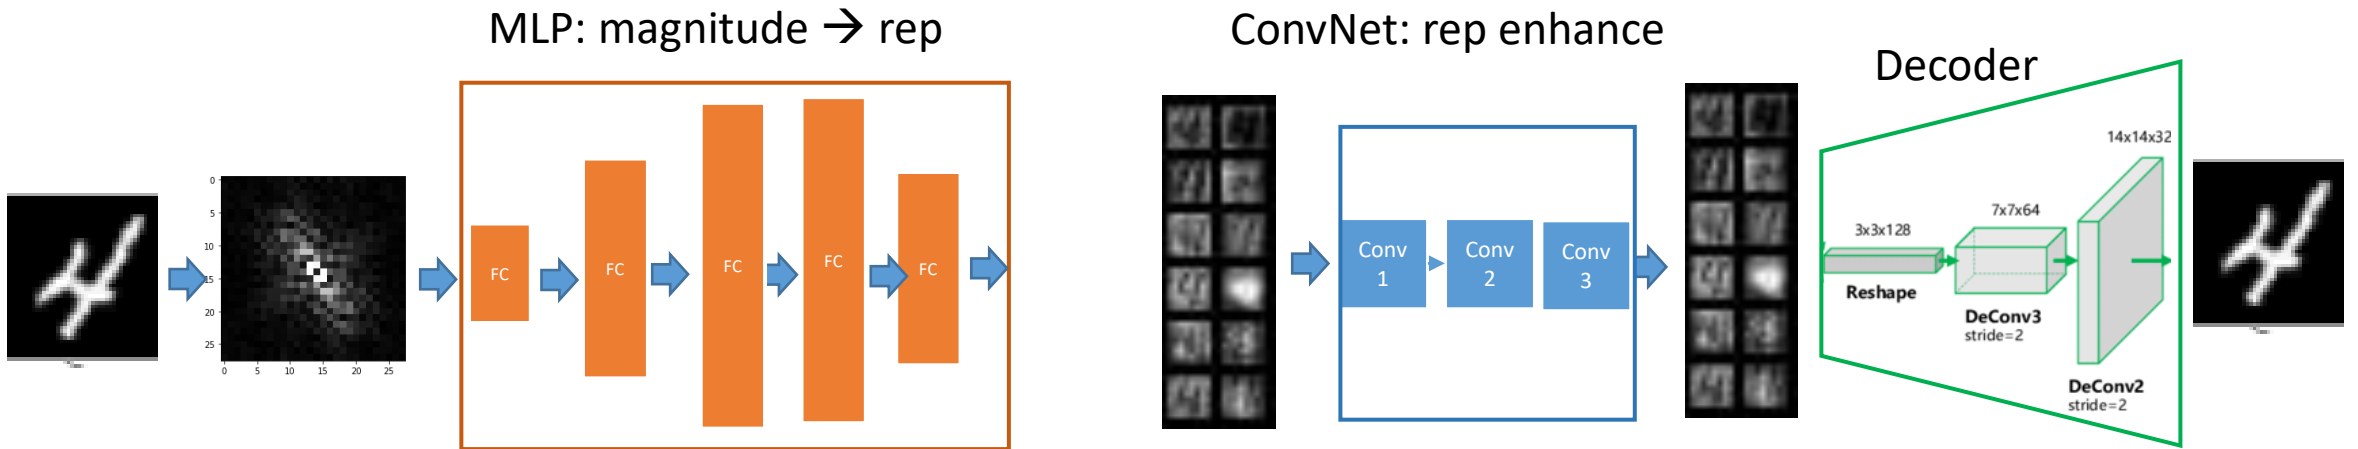 MLP: magnitude → rep
ConvNet: rep enhance
Decoder
0
5
10
15
20
25
0 5 10 15 20 25
FC
FC
FC
FC
FC
Conv
1
Conv
2
Conv
3
3x3x128
Reshape
7x7x64
DeConv3
stride=2
14x14x32
DeConv2
stride=2